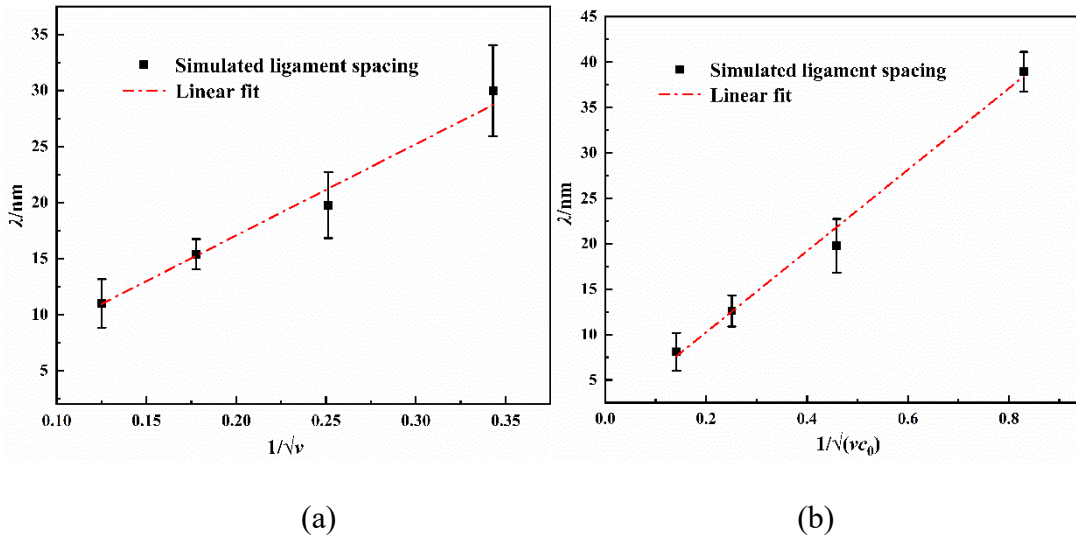 35
30
25
20
15
10
5
λ/nm
Simulated ligament spacing
Linear fit
0.10 0.15 0.20 0.25 0.30 0.35
1/√v
(a)
45
40
35
30
25
20
15
10
5
λ/nm
Simulated ligament spacing
Linear fit
0.0 0.2 0.4 0.6 0.8
1/√(vc₀)
(b)